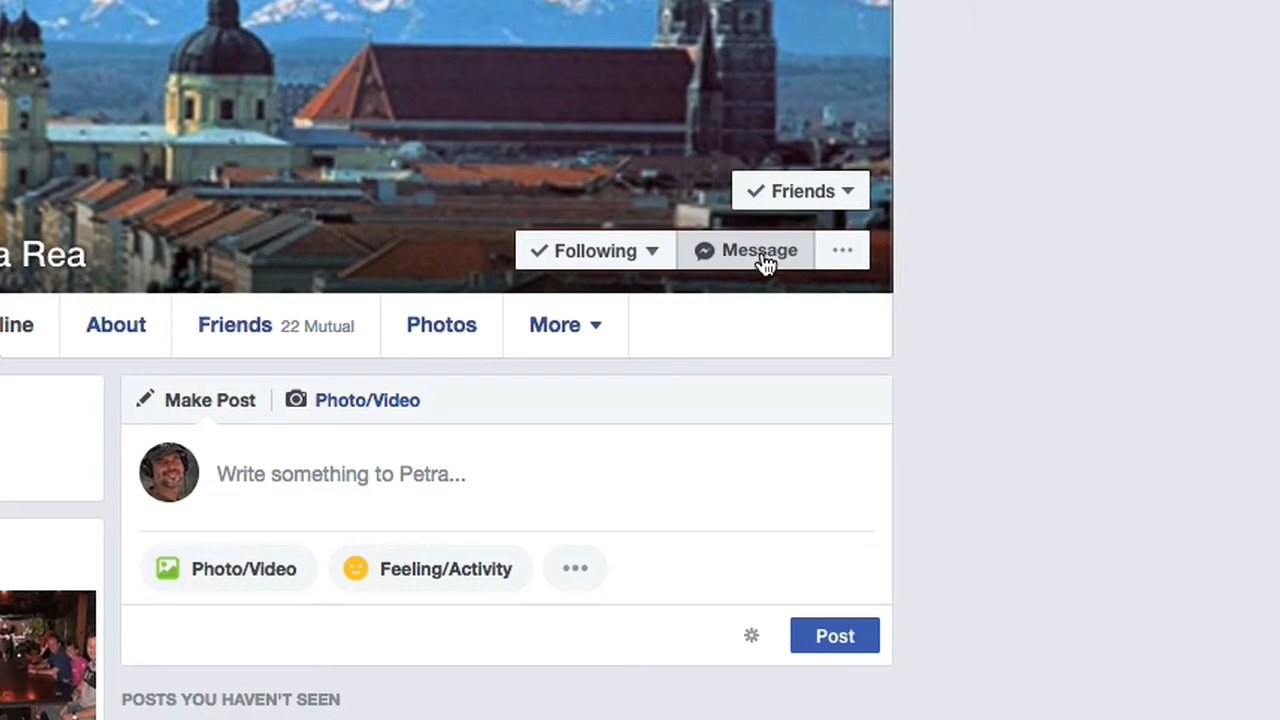 Friends
a Rea
Following
Message
line
About
Friends 22 Mutual
Photos
More
Make Post
Photo/Video
Write something to Petra...
Photo/Video
Feeling/Activity
Post
POSTS YOU HAVEN'T SEEN